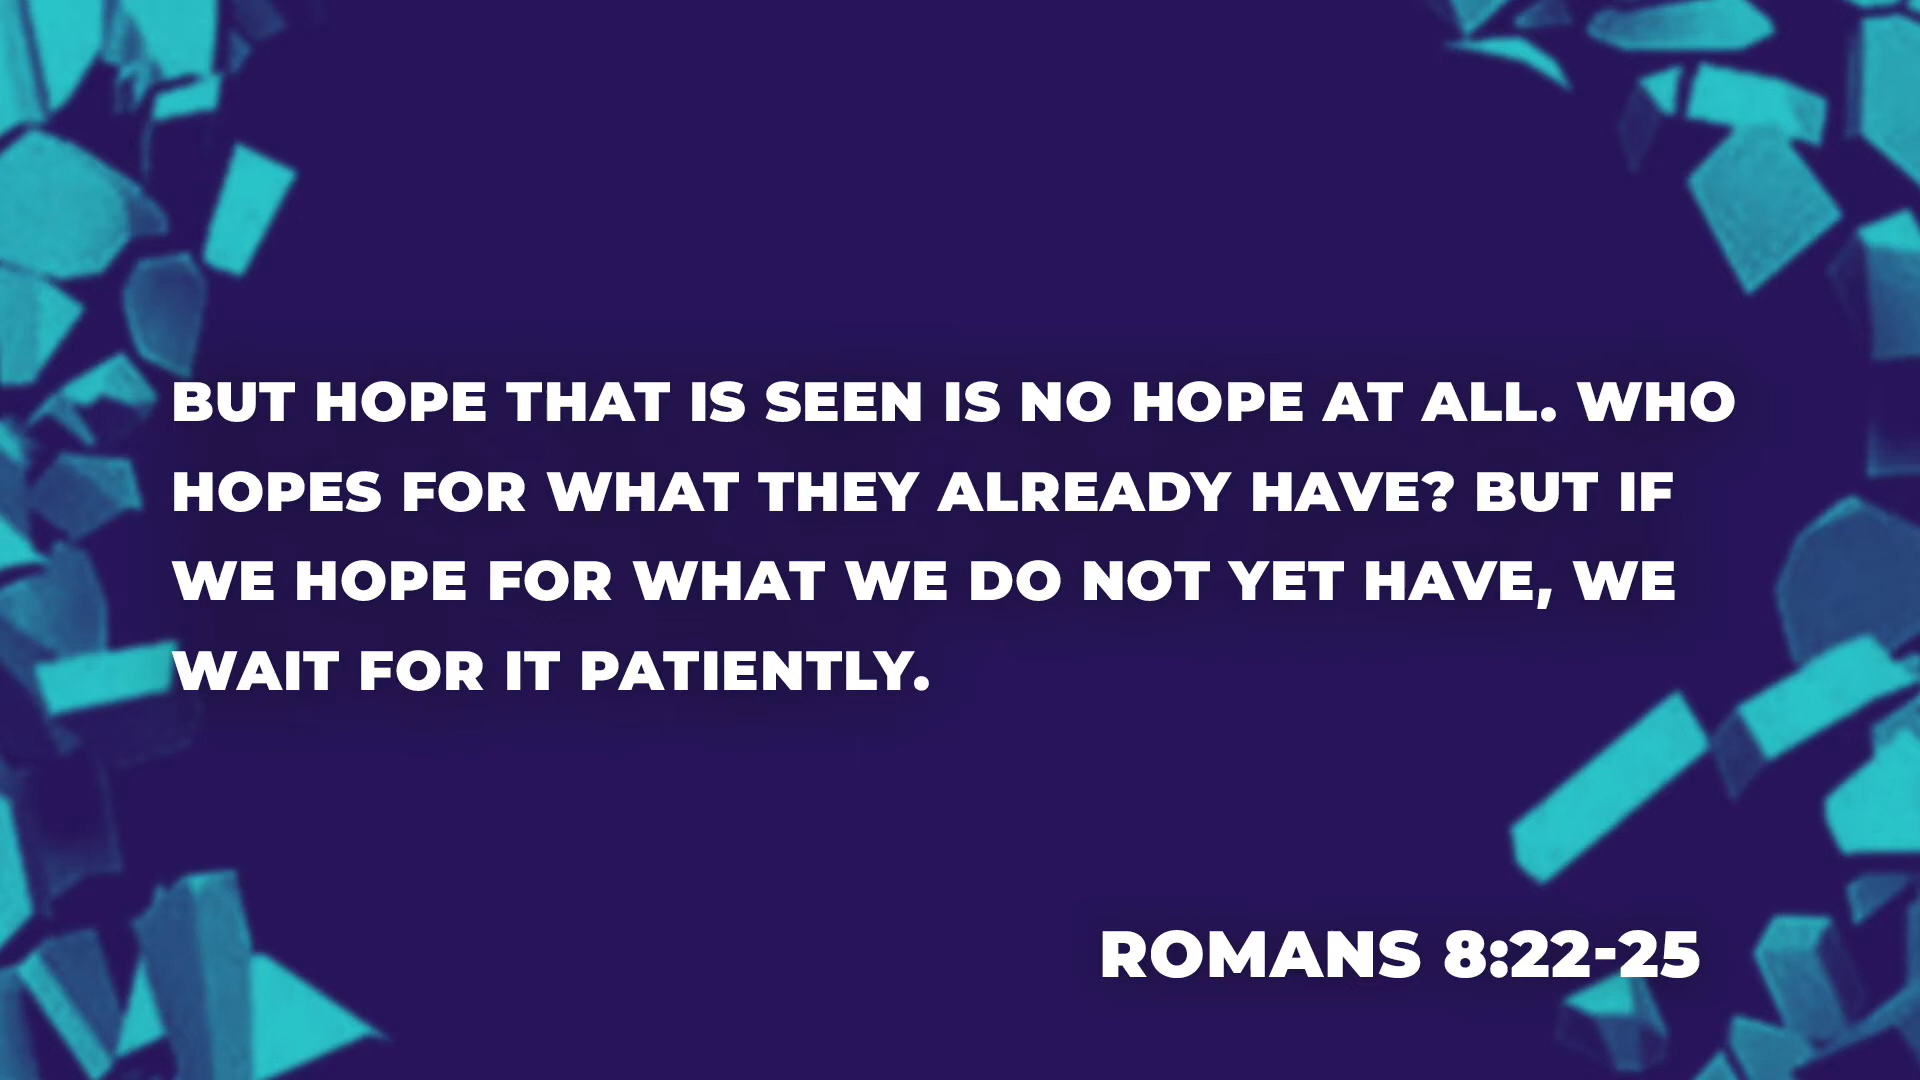 BUT HOPE THAT IS SEEN IS NO HOPE AT ALL. WHO
HOPES FOR WHAT THEY ALREADY HAVE? BUT IF
WE HOPE FOR WHAT WE DO NOT YET HAVE, WE
WAIT FOR IT PATIENTLY.
ROMANS 8:22-25